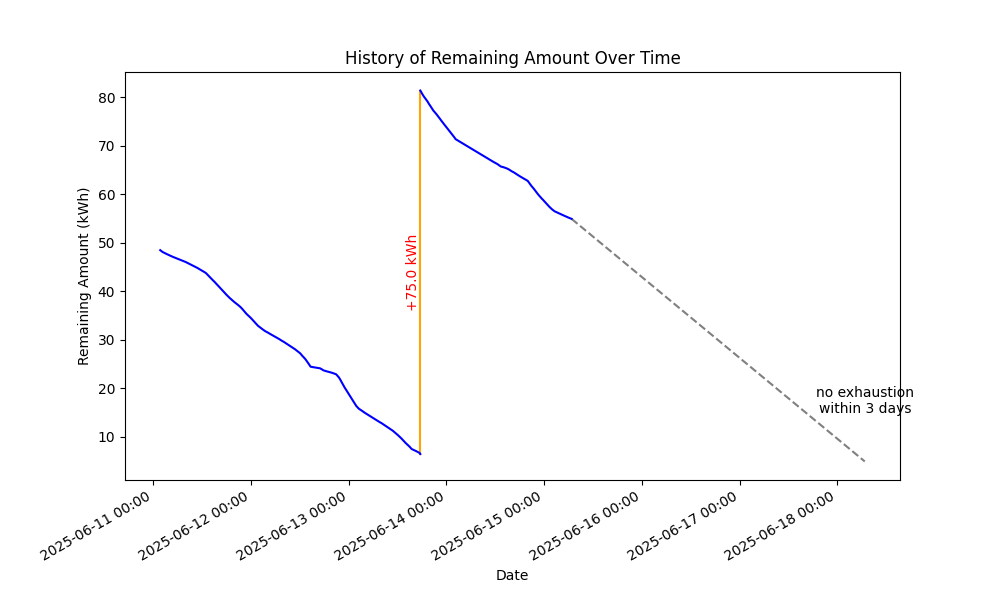 History of Remaining Amount Over Time
Remaining Amount (kWh)
80
70
60
50
40
30
20
10
+75.0 kWh
no exhaustion
within 3 days
2025-06-11 00:00
2025-06-12 00:00
2025-06-13 00:00
2025-06-14 00:00
2025-06-15 00:00
2025-06-16 00:00
2025-06-17 00:00
2025-06-18 00:00
Date